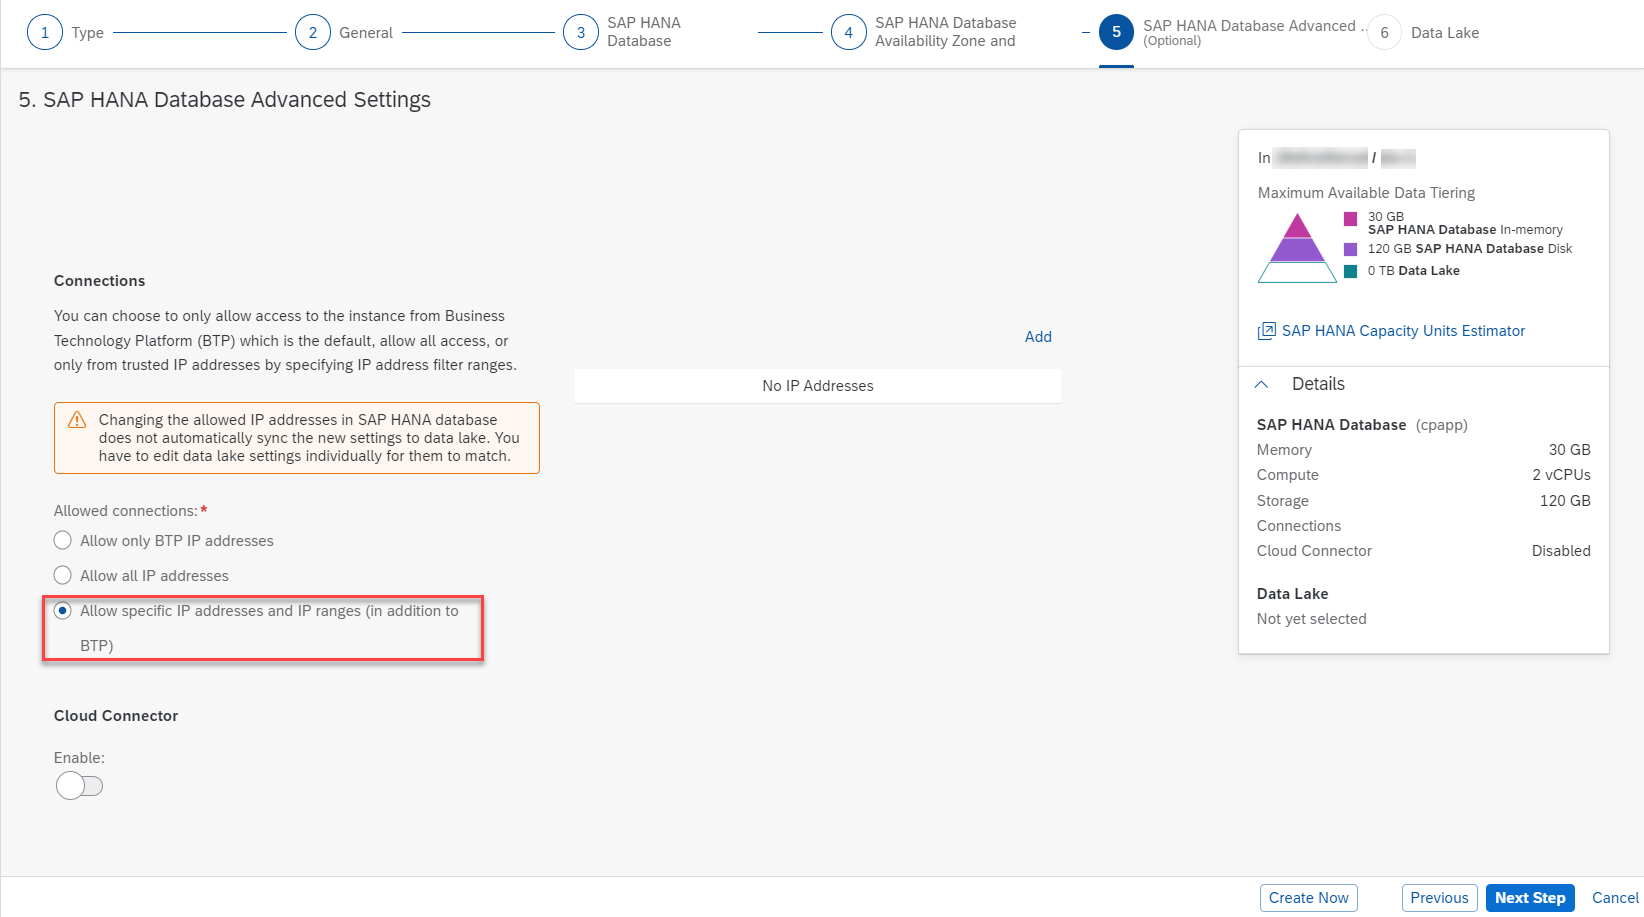 1 Type
2 General
3 SAP HANA
Database
4 SAP HANA Database
Availability Zone and
5 SAP HANA Database Advanced ...
(Optional)
6 Data Lake
5. SAP HANA Database Advanced Settings
Connections
You can choose to only allow access to the instance from Business
Technology Platform (BTP) which is the default, allow all access, or
only from trusted IP addresses by specifying IP address filter ranges.
Changing the allowed IP addresses in SAP HANA database
does not automatically sync the new settings to data lake. You
have to edit data lake settings individually for them to match.
Allowed connections:*
Allow only BTP IP addresses
Allow all IP addresses
Allow specific IP addresses and IP ranges (in addition to
BTP)
Cloud Connector
Enable:
Add
No IP Addresses
In /
Maximum Available Data Tiering
30 GB
SAP HANA Database In-memory
120 GB SAP HANA Database Disk
0 TB Data Lake
SAP HANA Capacity Units Estimator
Details
SAP HANA Database (cpapp)
Memory 30 GB
Compute 2 vCPUs
Storage 120 GB
Connections
Cloud Connector Disabled
Data Lake
Not yet selected
Create Now Previous Next Step Cancel